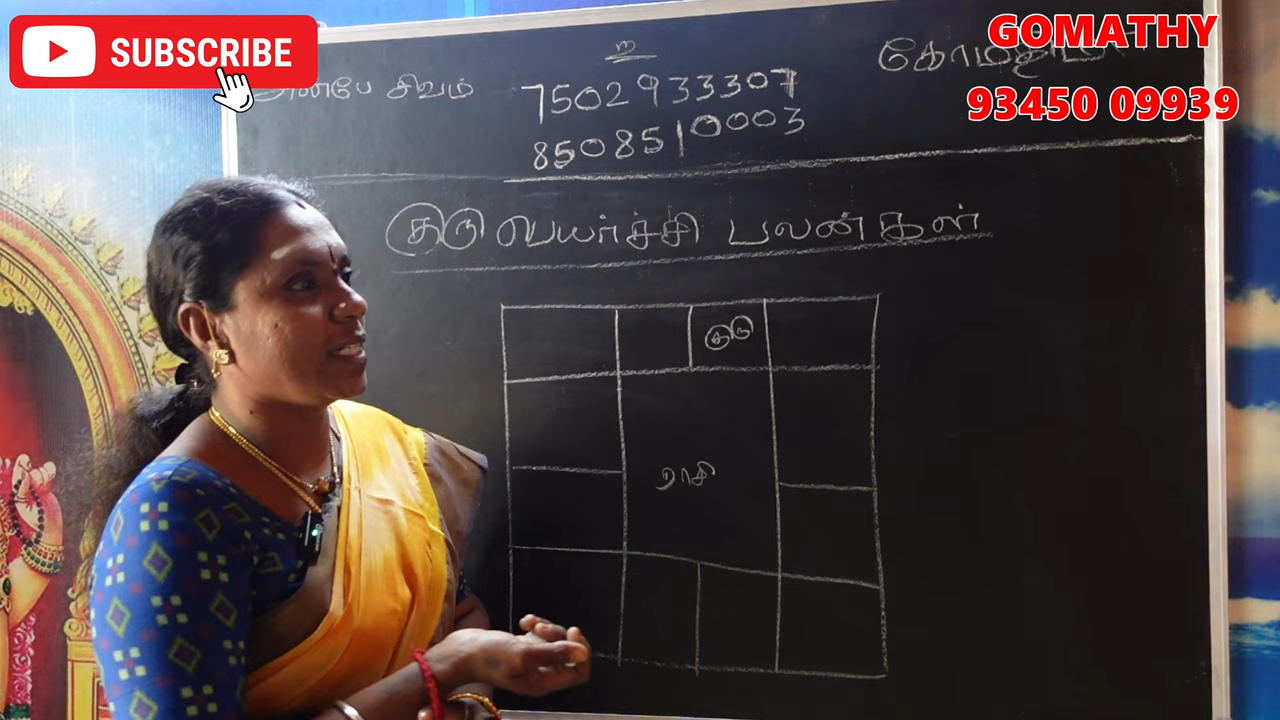 SUBSCRIBE
உ
GOMATHY
அன்பே சிவம்
7502933307
93450 09939
8508510003
குரு பெயர்ச்சி பலன்கள்
குரு
ராசி